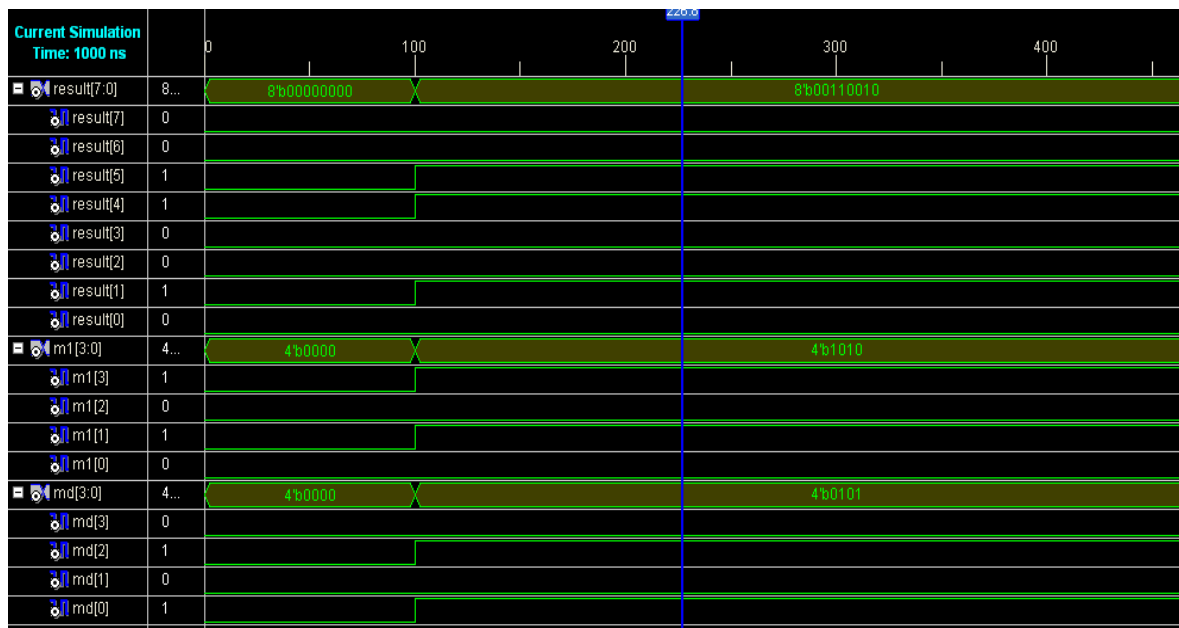 228.8
Current Simulation
Time: 1000 ns
0 100 200 300 400
result[7:0] 8... 8'b00000000 8'b00110010
result[7] 0
result[6] 0
result[5] 1
result[4] 1
result[3] 0
result[2] 0
result[1] 1
result[0] 0
m1[3:0] 4... 4'b0000 4'b1010
m1[3] 1
m1[2] 0
m1[1] 1
m1[0] 0
md[3:0] 4... 4'b0000 4'b0101
md[3] 0
md[2] 1
md[1] 0
md[0] 1